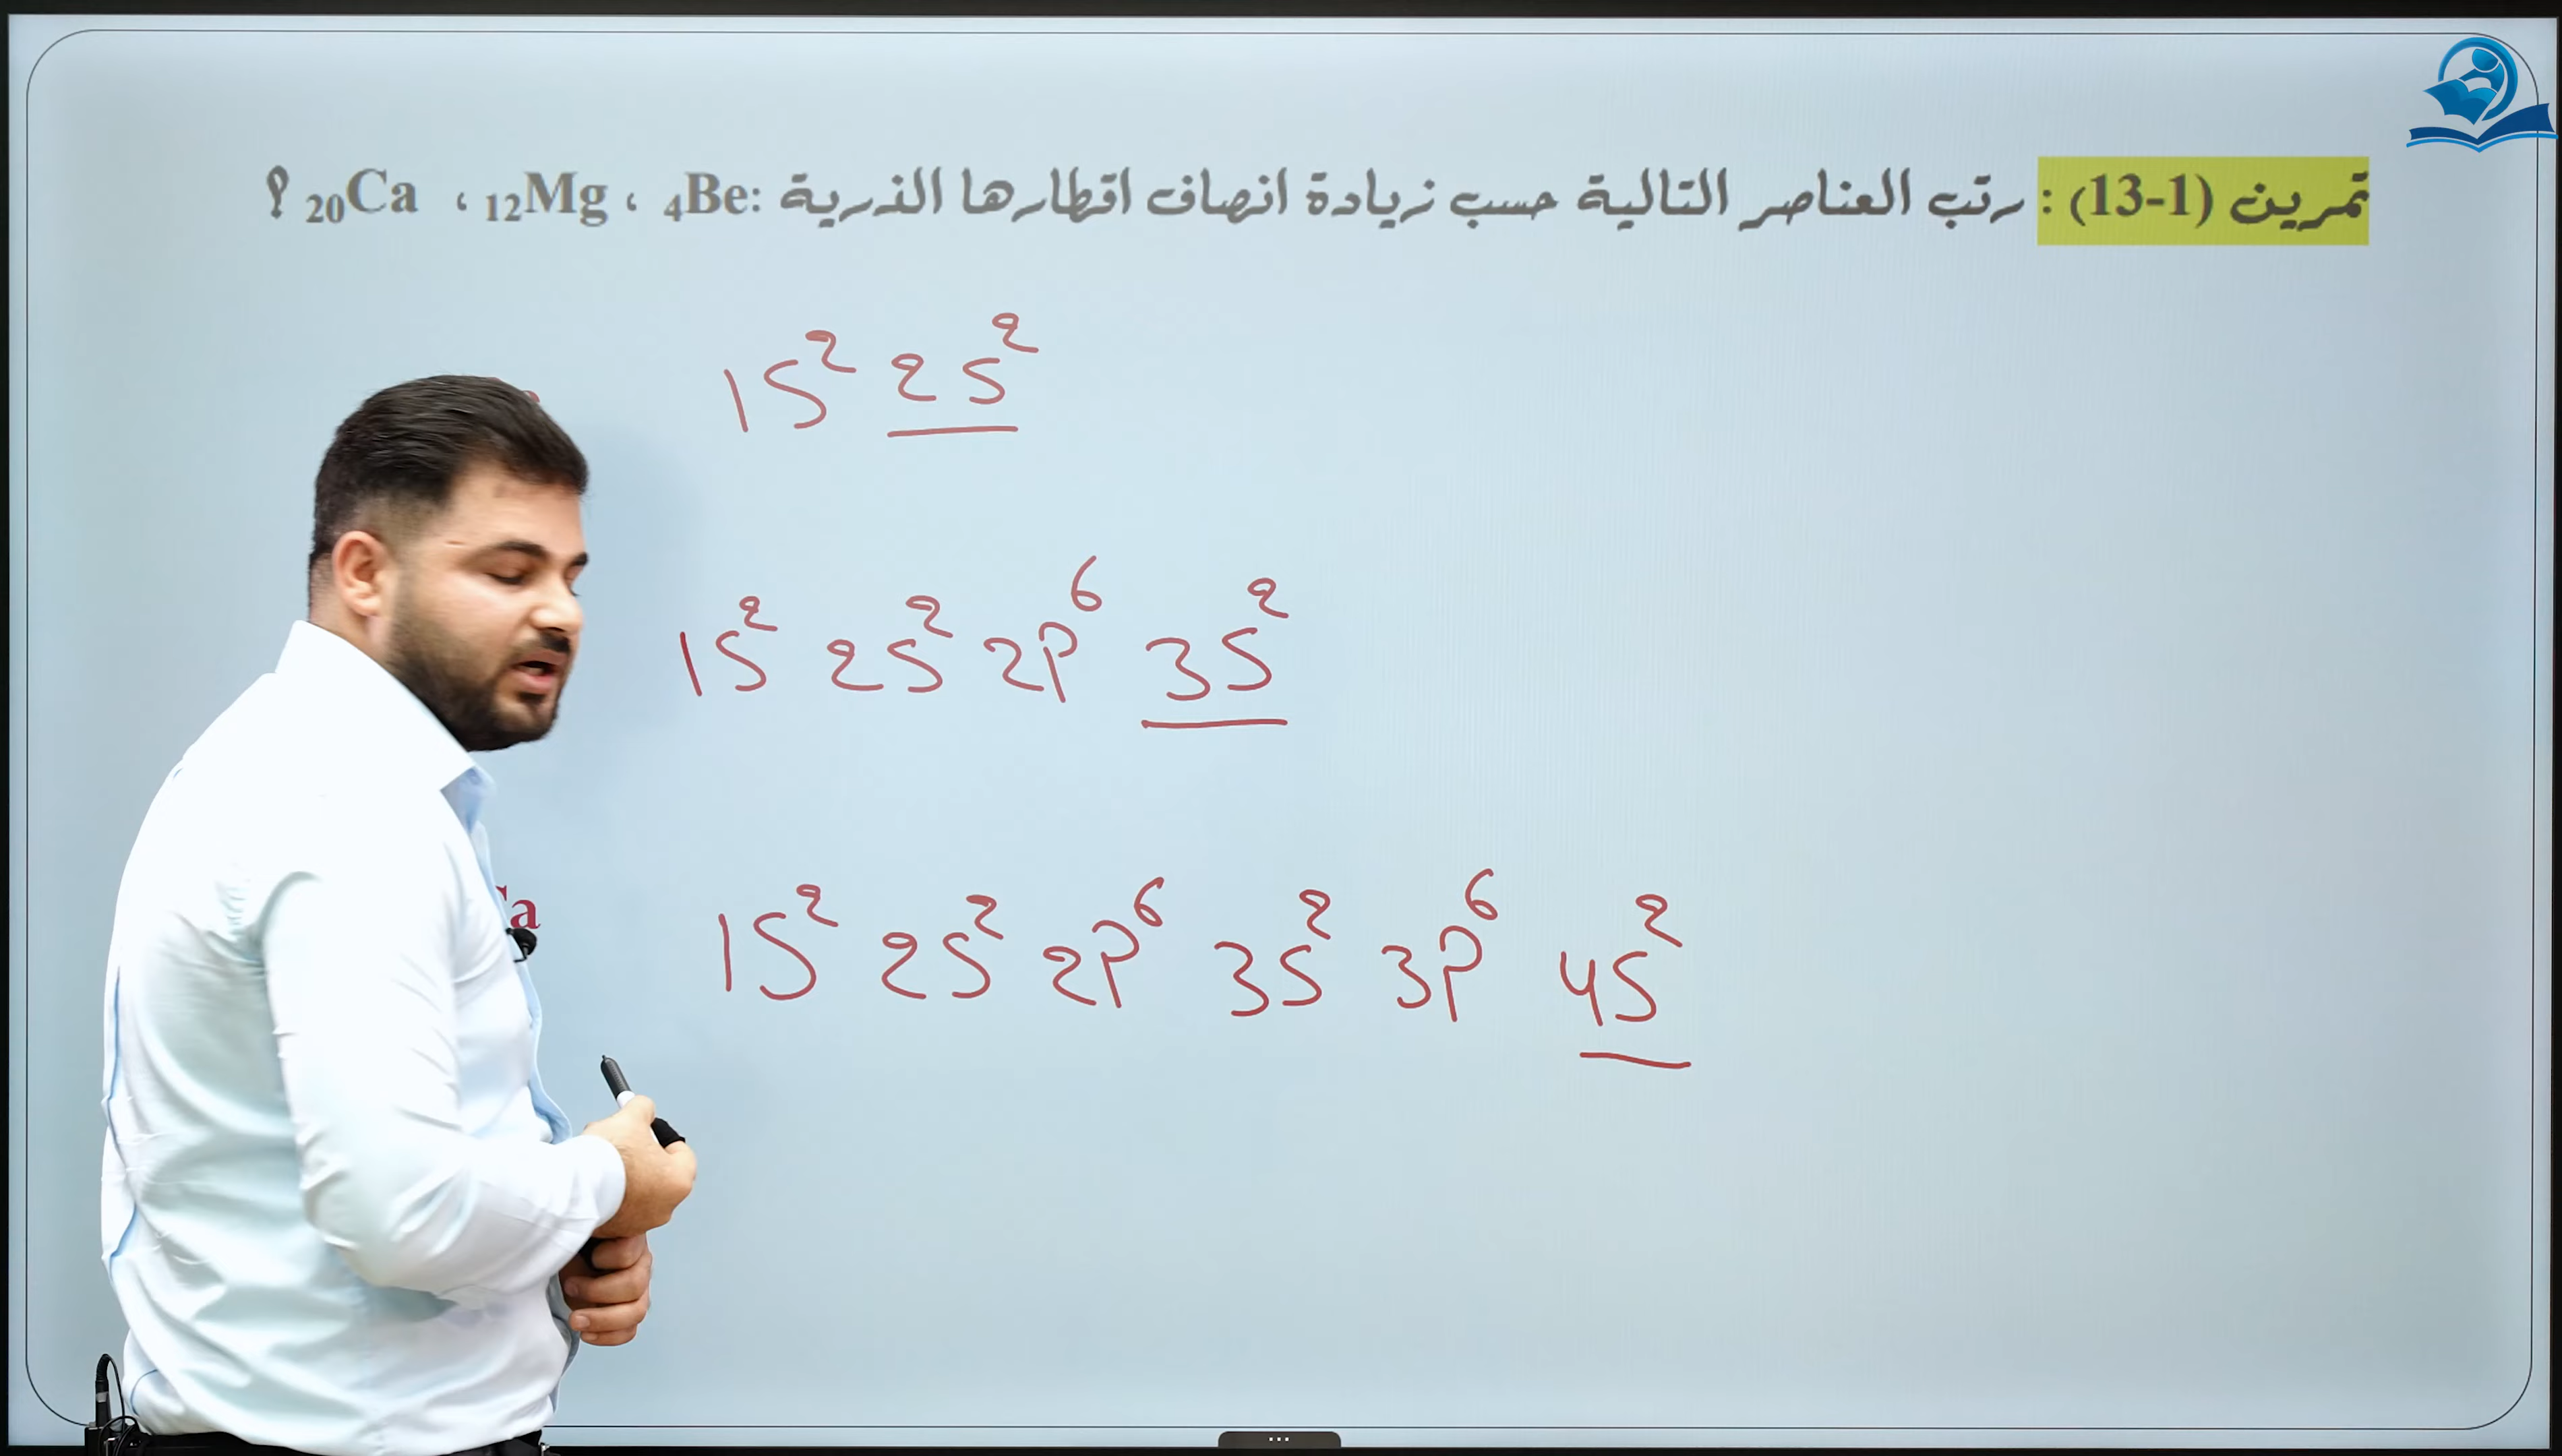 تمرين (1-13) : رتب العناصر التالية حسب زيادة انصاف اقطارها الذرية :₄Be ، ₁₂Mg ، ₂₀Ca ؟
1S² 2S²
1S² 2S² 2P⁶ 3S²
a 1S² 2S² 2P⁶ 3S² 3P⁶ 4S²